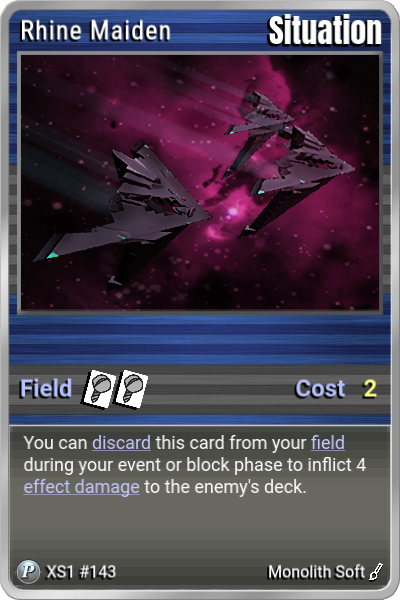 Rhine Maiden Situation
Field Cost 2
You can discard this card from your field
during your event or block phase to inflict 4
effect damage to the enemy's deck.
P XS1 #143 Monolith Soft